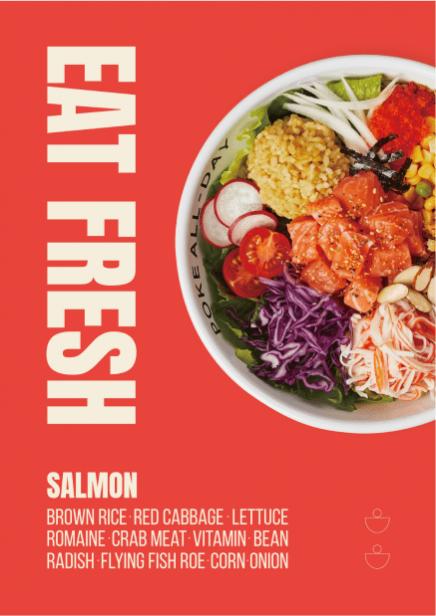 EAT FRESH
POKE ALL-DAY
SALMON
BROWN RICE·RED CABBAGE·LETTUCE
ROMAINE·CRAB MEAT·VITAMIN·BEAN
RADISH·FLYING FISH ROE·CORN·ONION